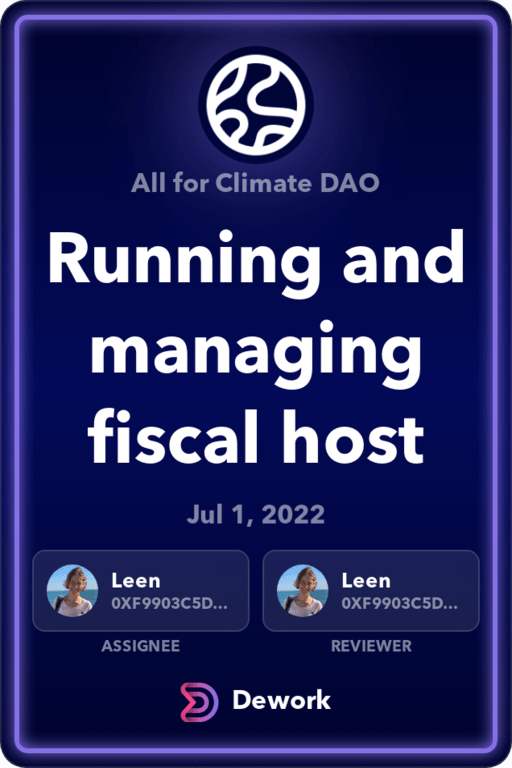 All for Climate DAO
Running and
managing
fiscal host
Jul 1, 2022
Leen
0XF9903C5D...
ASSIGNEE
Leen
0XF9903C5D...
REVIEWER
Dework